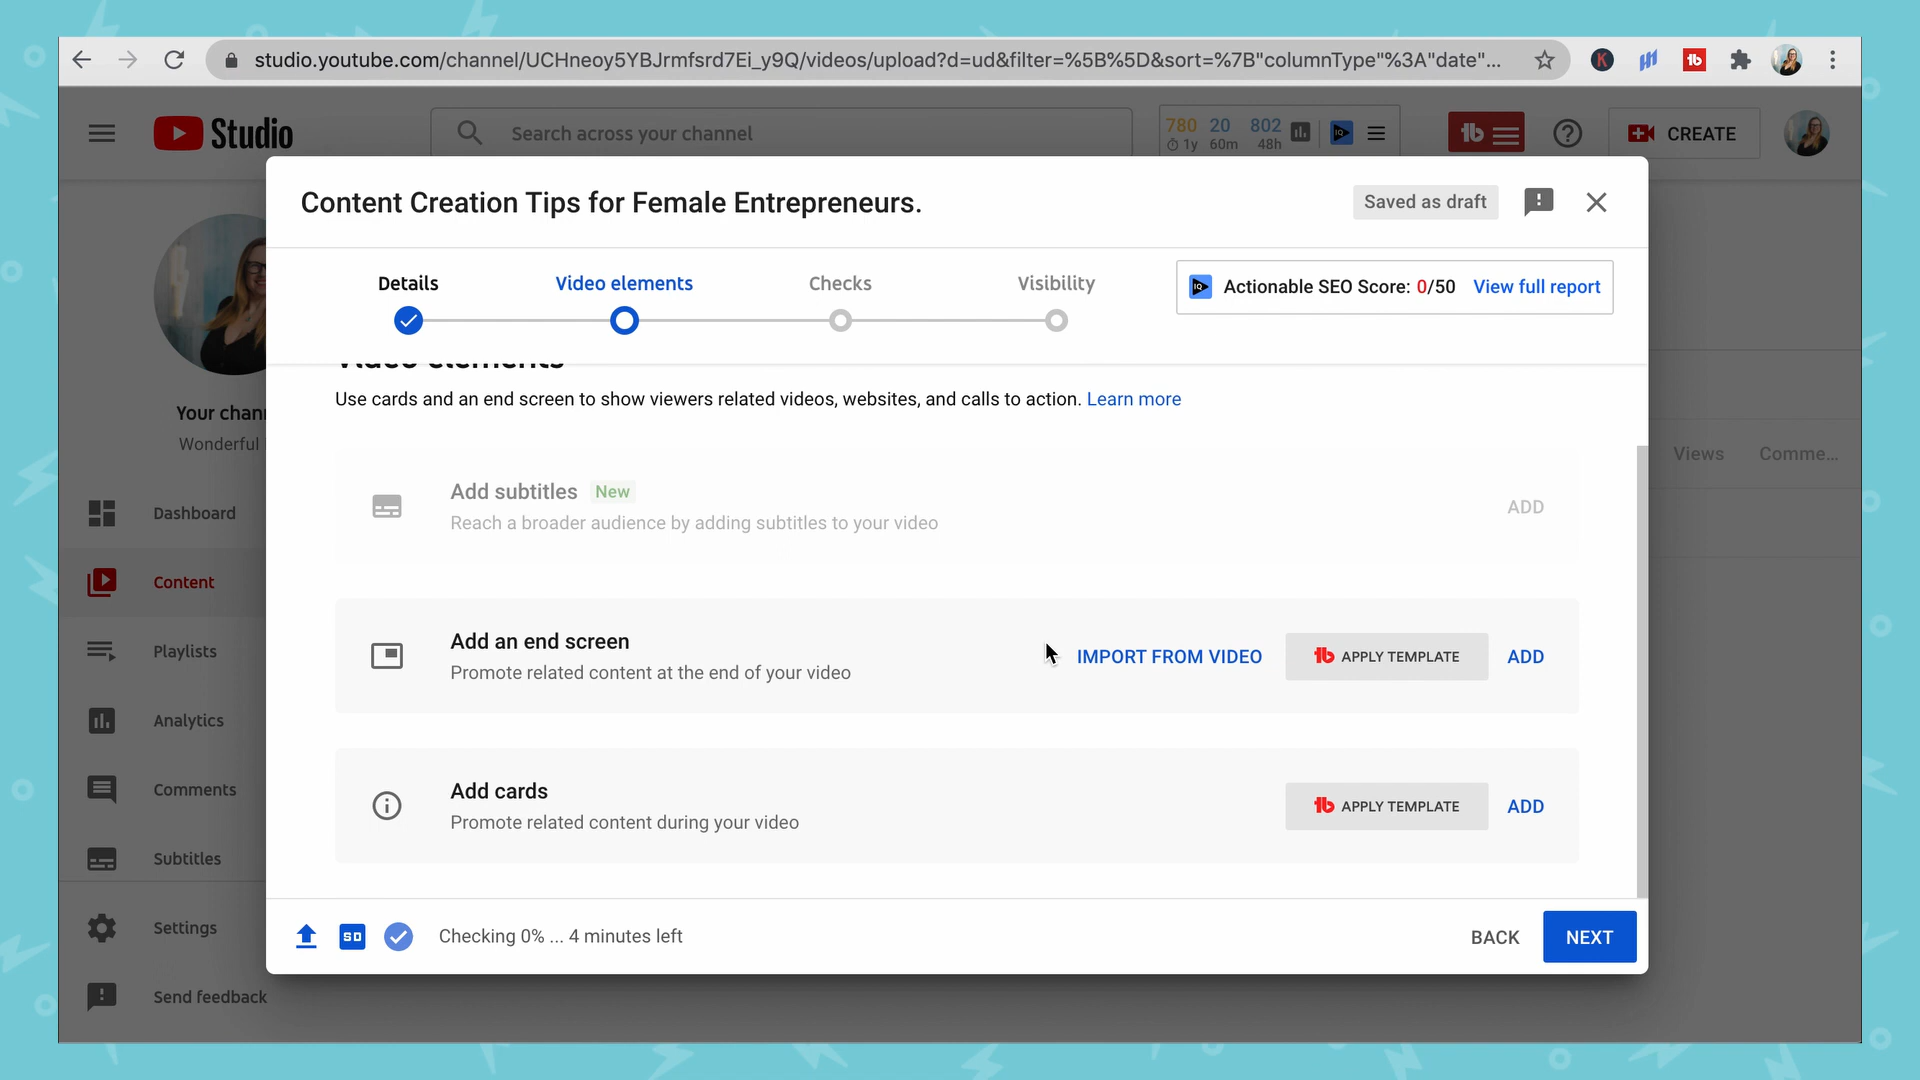 studio.youtube.com/channel/UCHneoy5YBJrmfsrd7Ei_y9Q/videos/upload?d=ud&filter=%5B%5D&sort=%7B"columnType"%3A"date"...
Studio
Search across your channel
780 20 802
1y 60m 48h
CREATE
Content Creation Tips for Female Entrepreneurs.
Saved as draft
Details
Video elements
Checks
Visibility
Actionable SEO Score: 0/50 View full report
Video elements
Use cards and an end screen to show viewers related videos, websites, and calls to action. Learn more
Your chann
Wonderful
Views
Comme...
Add subtitles New
Reach a broader audience by adding subtitles to your video
ADD
Dashboard
Content
Playlists
Analytics
Comments
Subtitles
Settings
Send feedback
Add an end screen
Promote related content at the end of your video
IMPORT FROM VIDEO
tb APPLY TEMPLATE
ADD
Add cards
Promote related content during your video
tb APPLY TEMPLATE
ADD
SD
Checking 0% ... 4 minutes left
BACK
NEXT